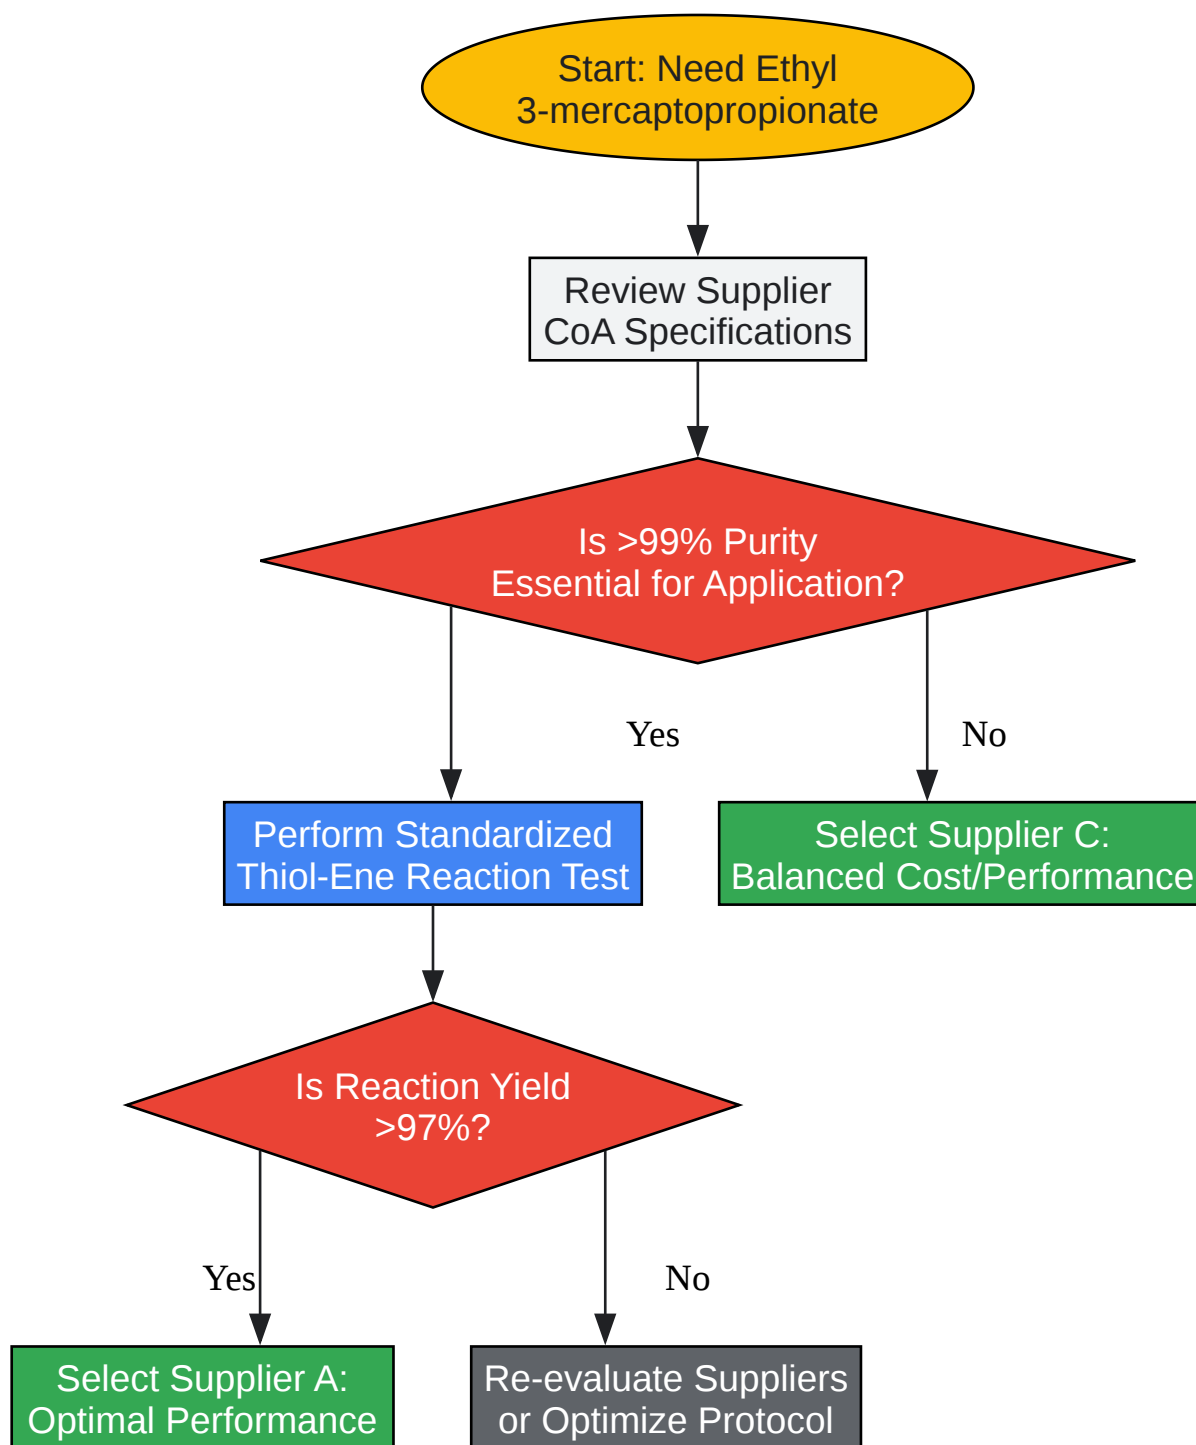 Start: Need Ethyl
3-mercaptopropionate
Review Supplier
CoA Specifications
Is >99% Purity
Essential for Application?
Yes
No
Perform Standardized
Thiol-Ene Reaction Test
Select Supplier C:
Balanced Cost/Performance
Is Reaction Yield
>97%?
Yes
No
Select Supplier A:
Optimal Performance
Re-evaluate Suppliers
or Optimize Protocol